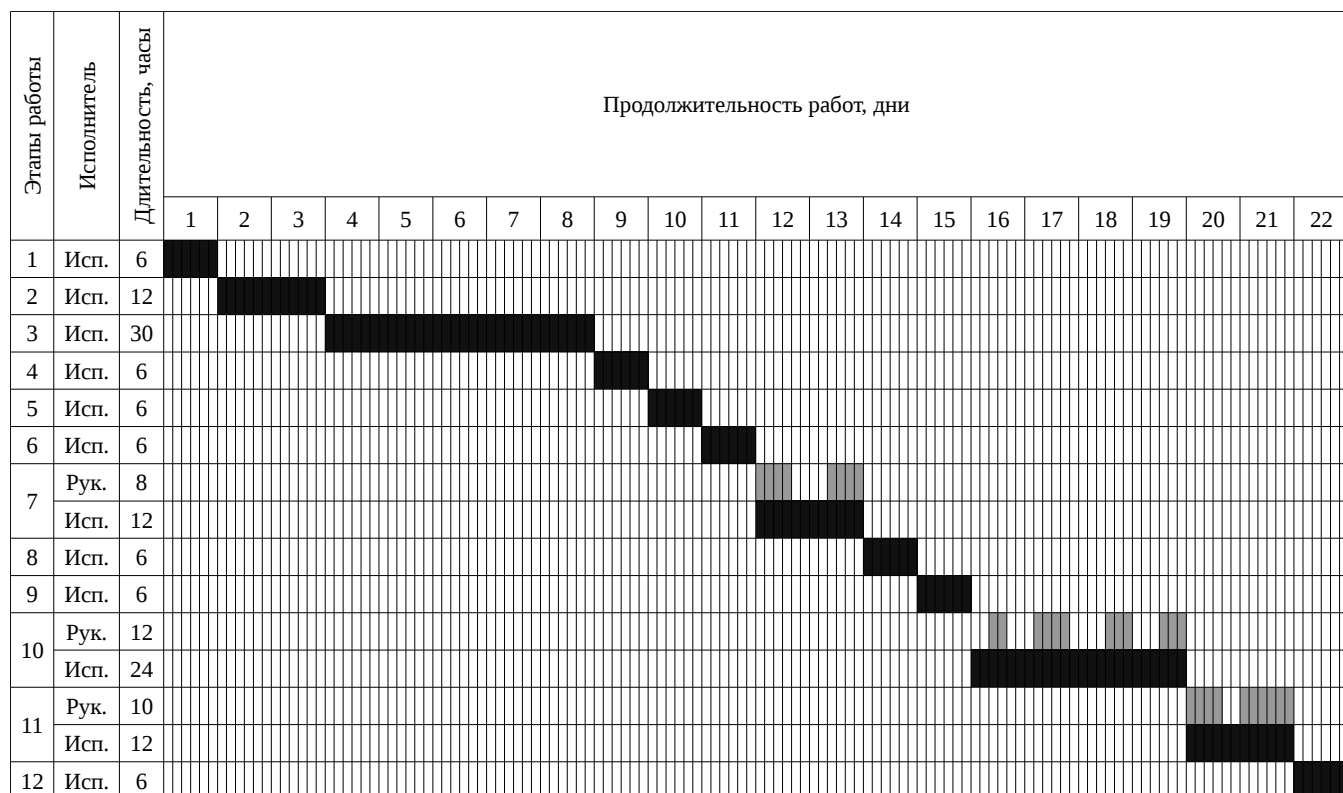 Этапы работы Исполнитель Длительность, часы Продолжительность работ, дни
1 2 3 4 5 6 7 8 9 10 11 12 13 14 15 16 17 18 19 20 21 22
1 Исп. 6
2 Исп. 12
3 Исп. 30
4 Исп. 6
5 Исп. 6
6 Исп. 6
7 Рук. 8
Исп. 12
8 Исп. 6
9 Исп. 6
10 Рук. 12
Исп. 24
11 Рук. 10
Исп. 12
12 Исп. 6